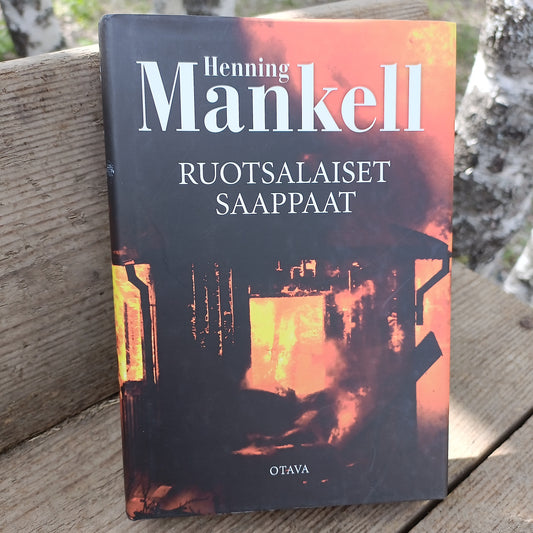 Henning
Mankell
RUOTSALAISET
SAAPPAAT
OTAVA